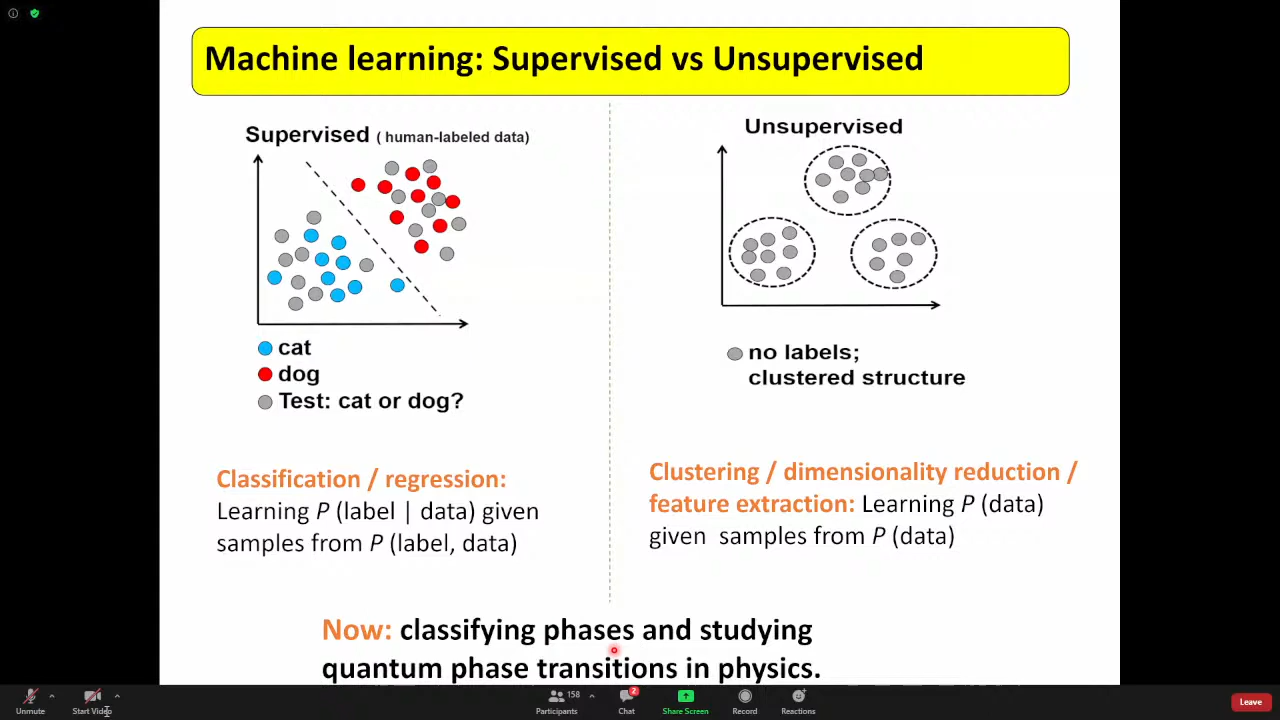 Machine learning: Supervised vs Unsupervised
Supervised ( human-labeled data)
cat
dog
Test: cat or dog?
Classification / regression:
Learning P (label | data) given
samples from P (label, data)
Unsupervised
no labels;
clustered structure
Clustering / dimensionality reduction /
feature extraction: Learning P (data)
given samples from P (data)
Now: classifying phases and studying
quantum phase transitions in physics.
Unmute
Start Video
158
Participants
2
Chat
Share Screen
Record
Reactions
Leave